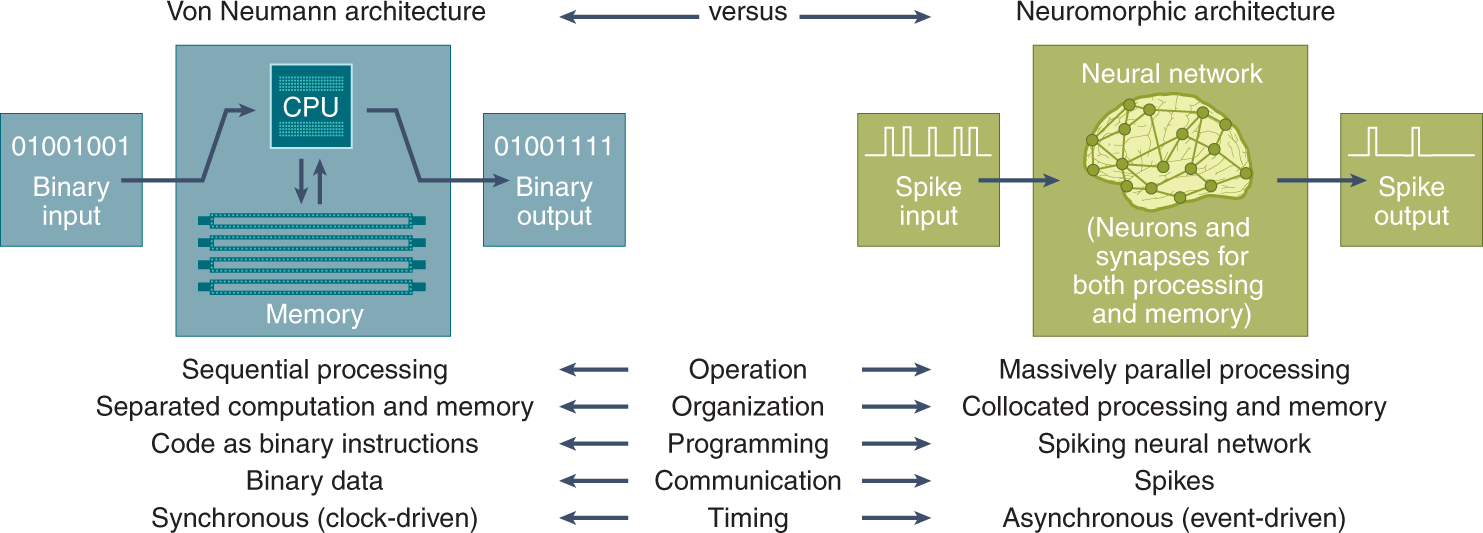 Von Neumann architecture
versus
Neuromorphic architecture
01001001
Binary
input
CPU
Memory
01001111
Binary
output
Spike
input
Neural network
(Neurons and
synapses for
both processing
and memory)
Spike
output
Sequential processing
Operation
Massively parallel processing
Separated computation and memory
Organization
Collocated processing and memory
Code as binary instructions
Programming
Spiking neural network
Binary data
Communication
Spikes
Synchronous (clock-driven)
Timing
Asynchronous (event-driven)